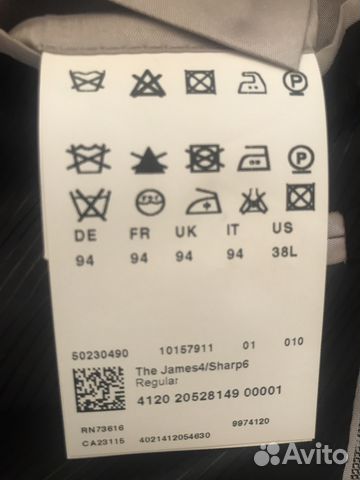 DE FR UK IT US
94 94 94 94 38L
50230490 10157911 01 010
The James4/Sharp6
Regular
4120 20528149 00001
RN73616 9974120
CA23115 4021412054630
Avito